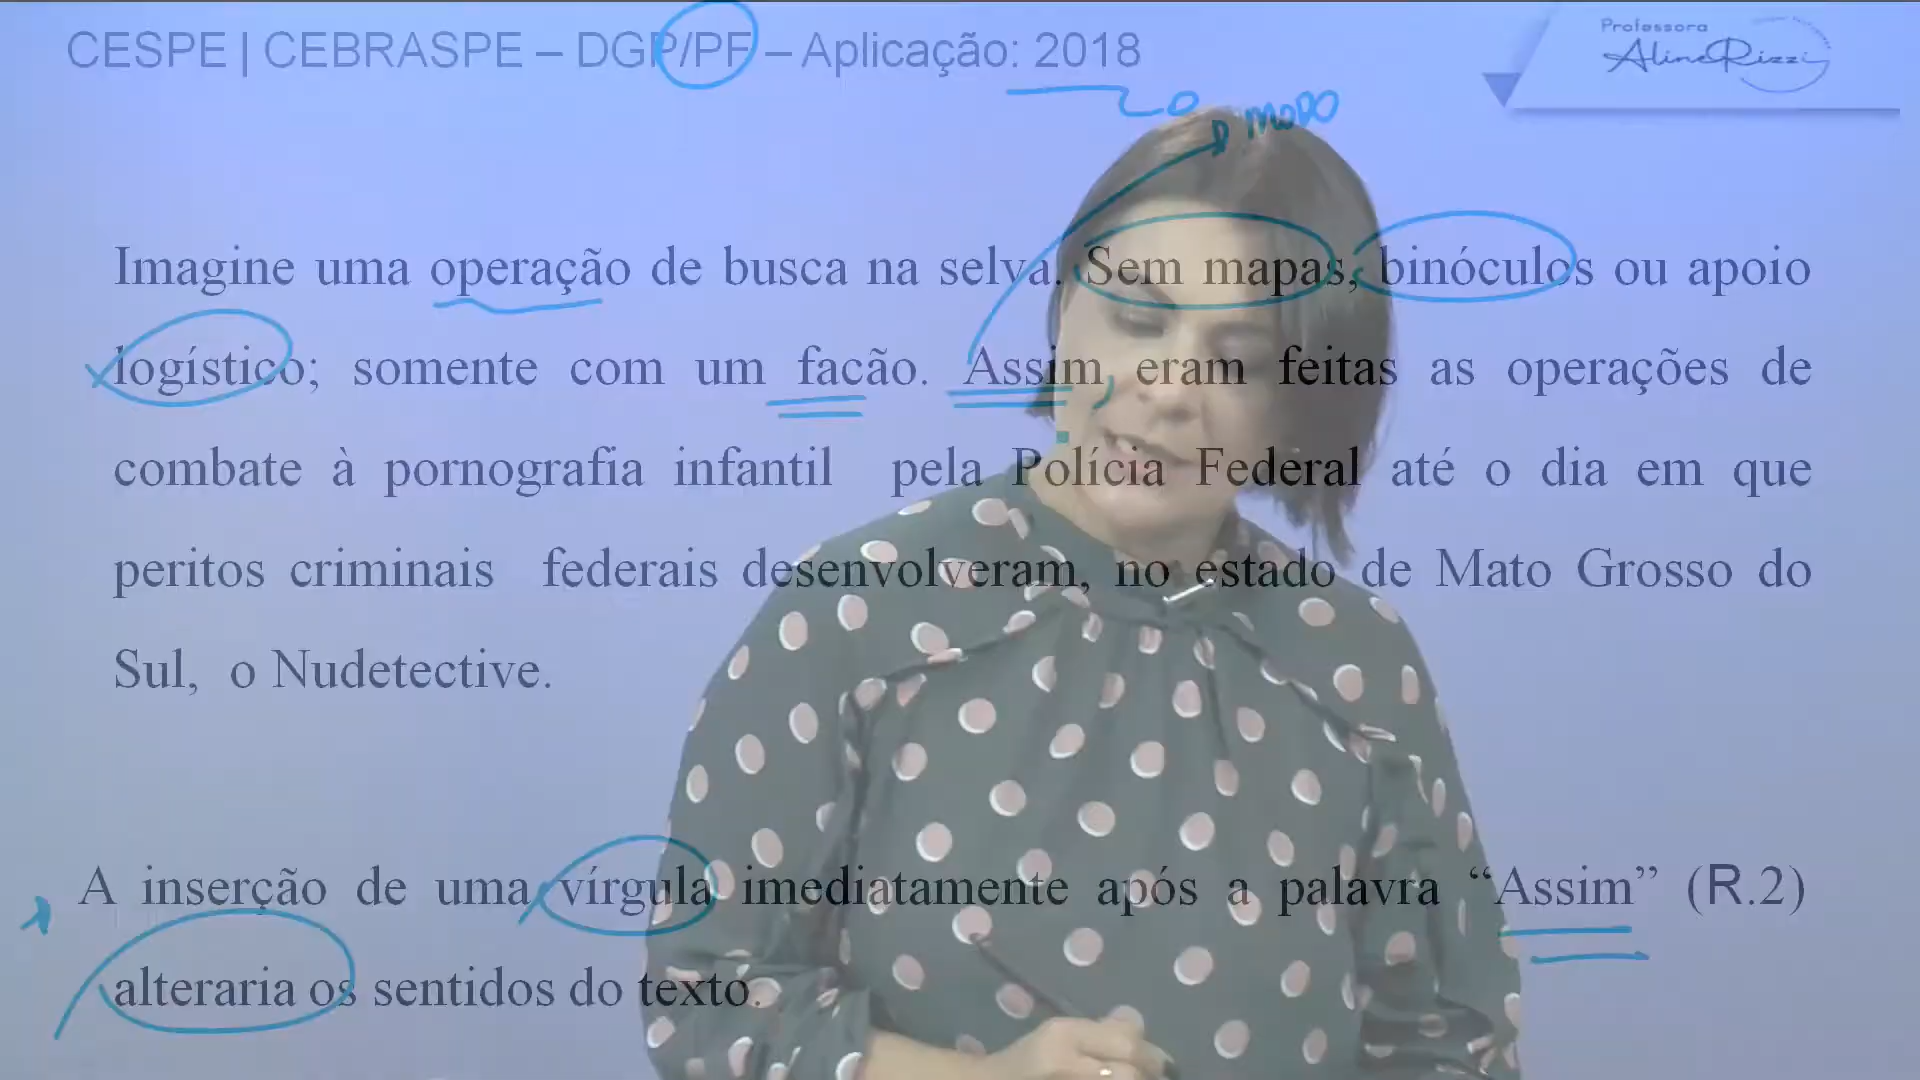 CESPE | CEBRASPE – DGP/PF – Aplicação: 2018
Professora
Aline Rizzi
MODO
Imagine uma operação de busca na selva. Sem mapas, binóculos ou apoio
logístico; somente com um facão. Assim, eram feitas as operações de
combate à pornografia infantil pela Polícia Federal até o dia em que
peritos criminais federais desenvolveram, no estado de Mato Grosso do
Sul, o Nudetective.
A inserção de uma vírgula imediatamente após a palavra “Assim” (R.2)
alteraria os sentidos do texto.